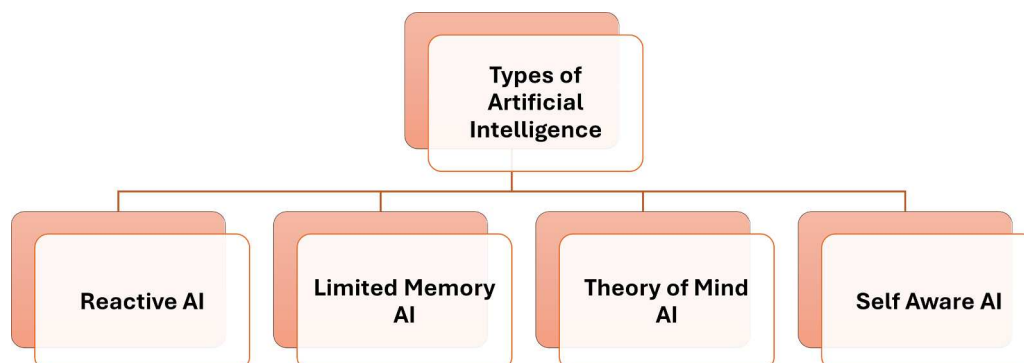 Types of
Artificial
Intelligence
Reactive AI
Limited Memory
AI
Theory of Mind
AI
Self Aware AI